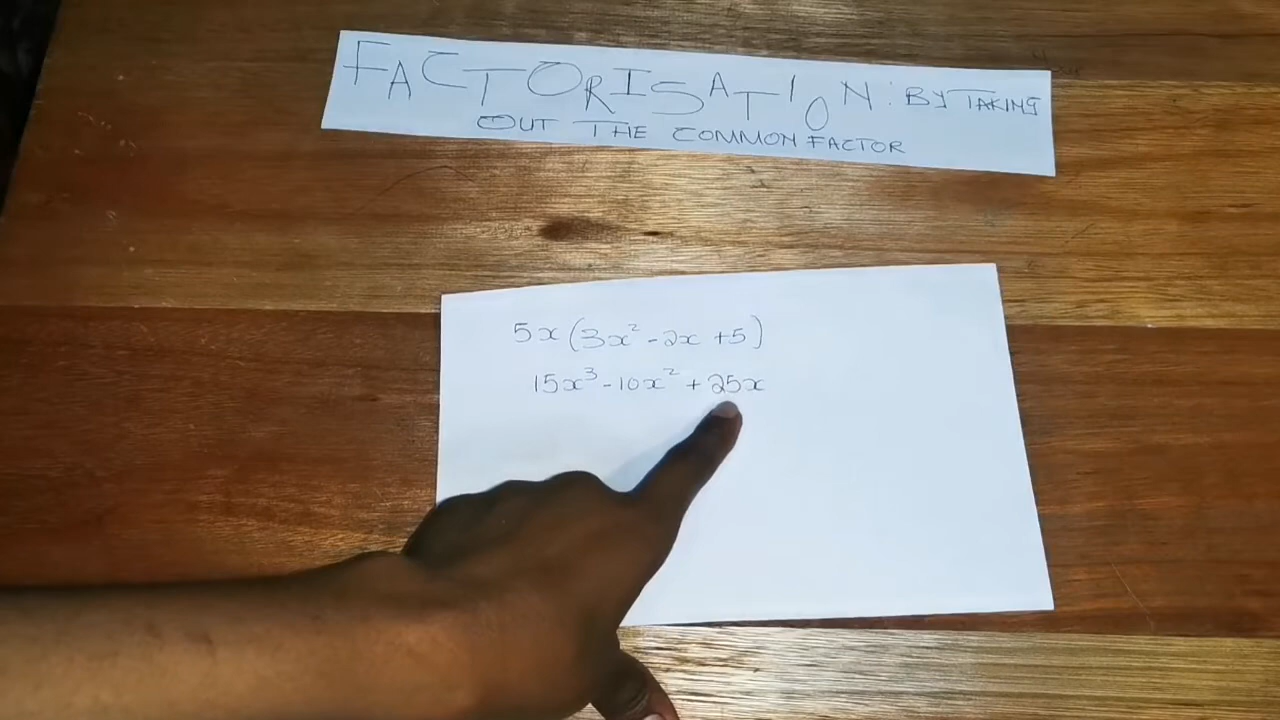 FACTORISATION: BY TAKING
OUT THE COMMON FACTOR
5x(3x² -2x +5)
15x³ -10x² +25x